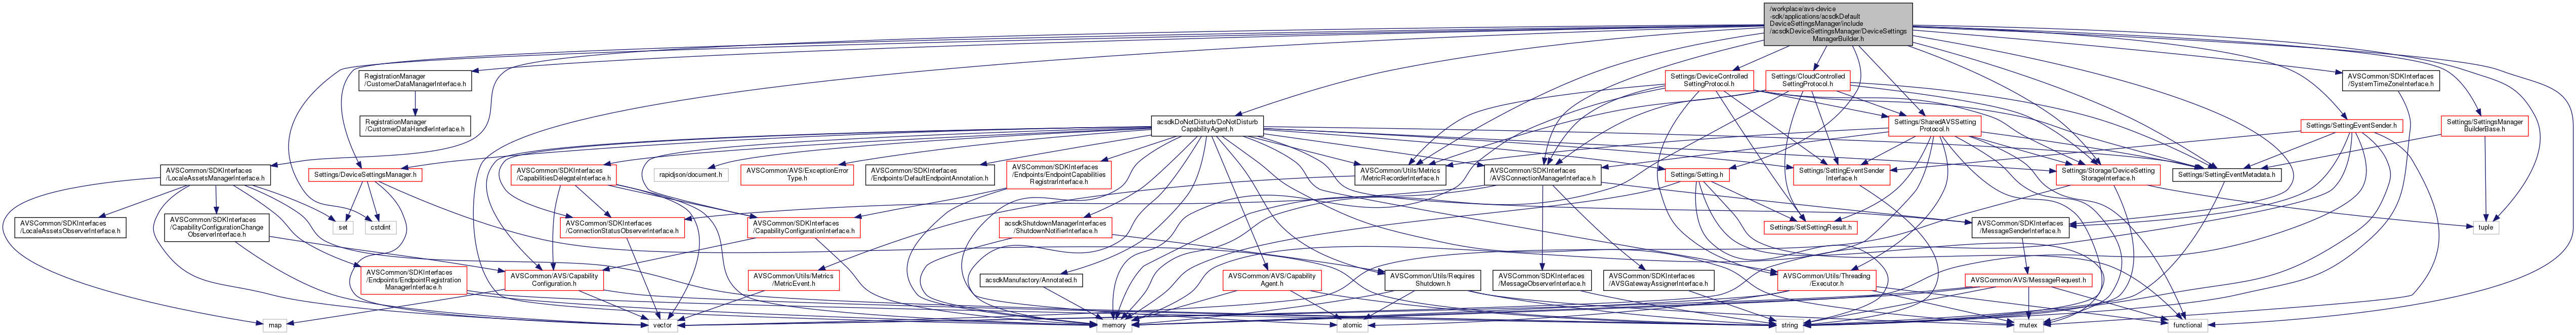 /workplace/avs-device
-sdk/applications/acsdkDefault
DeviceSettingsManager/include
/acsdkDeviceSettingsManager/DeviceSettings
ManagerBuilder.h
RegistrationManager
/CustomerDataManagerInterface.h
Settings/DeviceControlled
SettingProtocol.h
Settings/CloudControlled
SettingProtocol.h
AVSCommon/SDKInterfaces
/SystemTimeZoneInterface.h
RegistrationManager
/CustomerDataHandlerInterface.h
acsdkDoNotDisturb/DoNotDisturb
CapabilityAgent.h
Settings/SharedAVSSetting
Protocol.h
Settings/SettingEventSender.h
Settings/SettingsManager
BuilderBase.h
AVSCommon/SDKInterfaces
/LocaleAssetsManagerInterface.h
Settings/DeviceSettingsManager.h
AVSCommon/SDKInterfaces
/CapabilitiesDelegateInterface.h
rapidjson/document.h
AVSCommon/AVS/ExceptionError
Type.h
AVSCommon/SDKInterfaces
/Endpoints/DefaultEndpointAnnotation.h
AVSCommon/SDKInterfaces
/Endpoints/EndpointCapabilities
RegistrarInterface.h
AVSCommon/Utils/Metrics
/MetricRecorderInterface.h
AVSCommon/SDKInterfaces
/AVSConnectionManagerInterface.h
Settings/Setting.h
Settings/SettingEventSender
Interface.h
Settings/Storage/DeviceSetting
StorageInterface.h
Settings/SettingEventMetadata.h
AVSCommon/SDKInterfaces
/LocaleAssetsObserverInterface.h
AVSCommon/SDKInterfaces
/CapabilityConfigurationChange
ObserverInterface.h
set
cstdint
AVSCommon/SDKInterfaces
/ConnectionStatusObserverInterface.h
AVSCommon/SDKInterfaces
/CapabilityConfigurationInterface.h
acsdkShutdownManagerInterfaces
/ShutdownNotifierInterface.h
Settings/SetSettingResult.h
AVSCommon/SDKInterfaces
/MessageSenderInterface.h
tuple
AVSCommon/SDKInterfaces
/Endpoints/EndpointRegistration
ManagerInterface.h
AVSCommon/AVS/Capability
Configuration.h
AVSCommon/Utils/Metrics
/MetricEvent.h
acsdkManufactory/Annotated.h
AVSCommon/AVS/Capability
Agent.h
AVSCommon/Utils/Requires
Shutdown.h
AVSCommon/SDKInterfaces
/MessageObserverInterface.h
AVSCommon/SDKInterfaces
/AVSGatewayAssignerInterface.h
AVSCommon/Utils/Threading
/Executor.h
AVSCommon/AVS/MessageRequest.h
map
vector
memory
atomic
string
mutex
functional